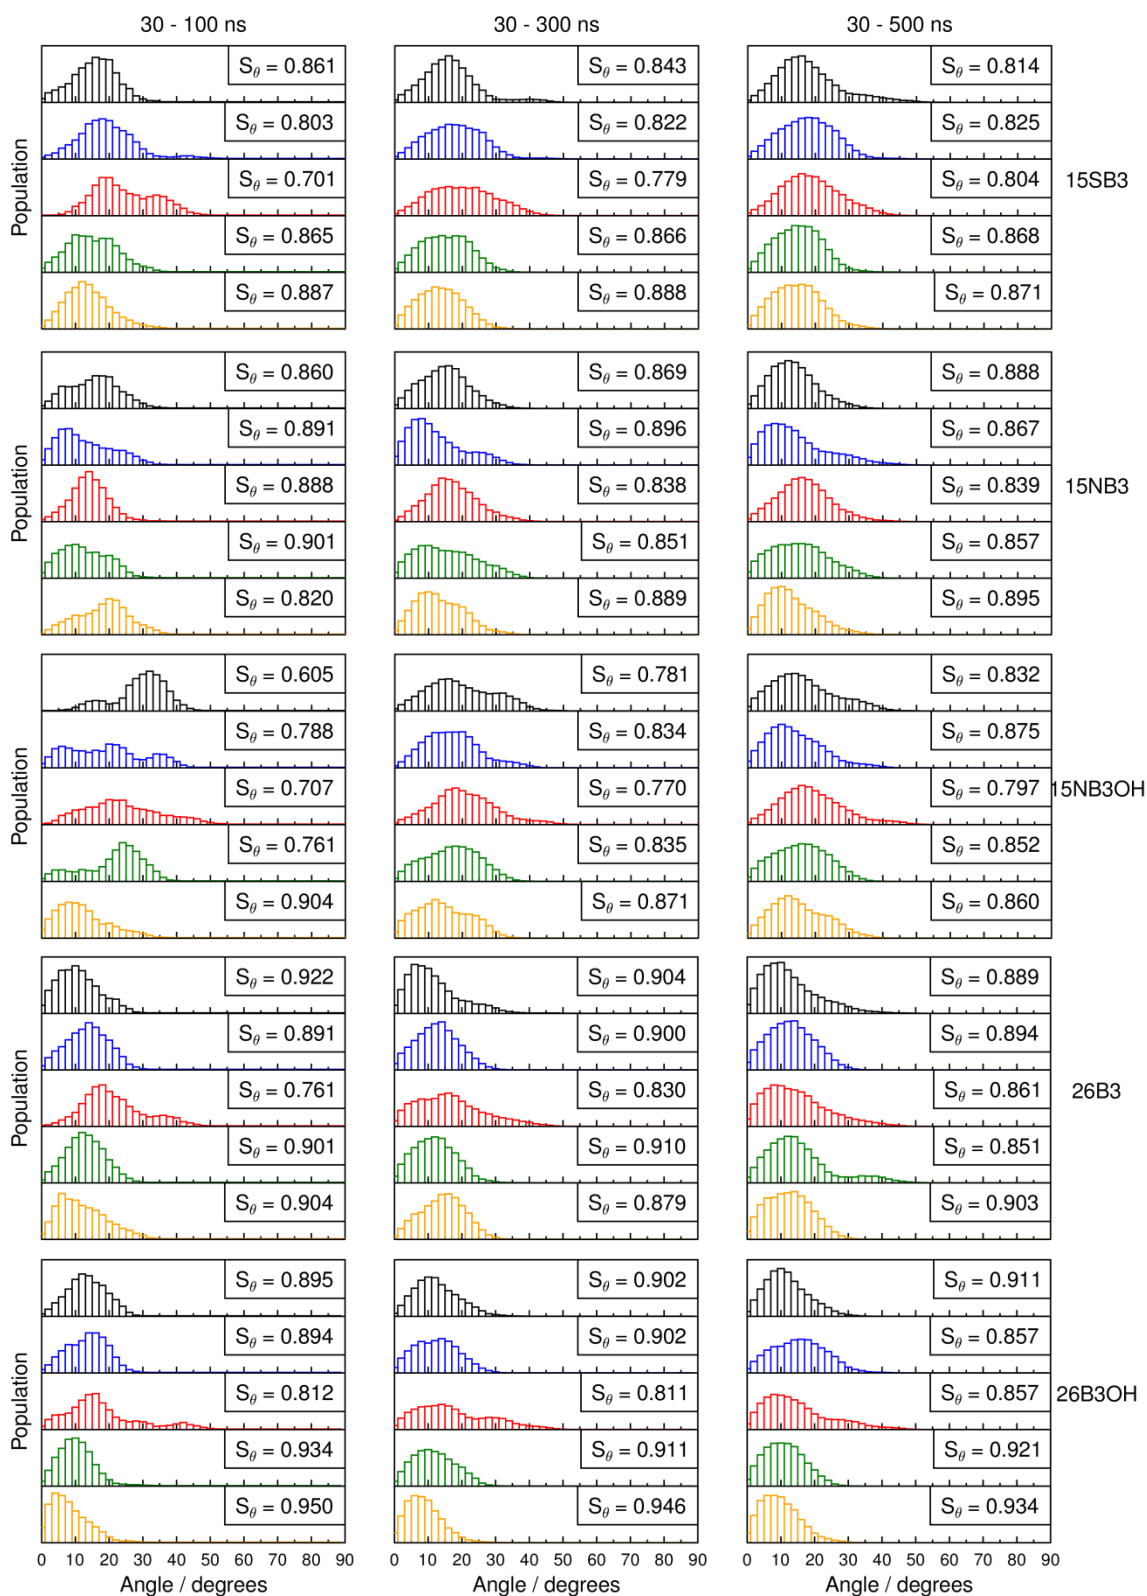 30 - 100 ns 30 - 300 ns 30 - 500 ns
Sθ = 0.861 Sθ = 0.843 Sθ = 0.814
Sθ = 0.803 Sθ = 0.822 Sθ = 0.825
Population Sθ = 0.701 Sθ = 0.779 Sθ = 0.804 15SB3
Sθ = 0.865 Sθ = 0.866 Sθ = 0.868
Sθ = 0.887 Sθ = 0.888 Sθ = 0.871
Sθ = 0.860 Sθ = 0.869 Sθ = 0.888
Sθ = 0.891 Sθ = 0.896 Sθ = 0.867
Population Sθ = 0.888 Sθ = 0.838 Sθ = 0.839 15NB3
Sθ = 0.901 Sθ = 0.851 Sθ = 0.857
Sθ = 0.820 Sθ = 0.889 Sθ = 0.895
Sθ = 0.605 Sθ = 0.781 Sθ = 0.832
Sθ = 0.788 Sθ = 0.834 Sθ = 0.875
Population Sθ = 0.707 Sθ = 0.770 Sθ = 0.797 15NB3OH
Sθ = 0.761 Sθ = 0.835 Sθ = 0.852
Sθ = 0.904 Sθ = 0.871 Sθ = 0.860
Sθ = 0.922 Sθ = 0.904 Sθ = 0.889
Sθ = 0.891 Sθ = 0.900 Sθ = 0.894
Population Sθ = 0.761 Sθ = 0.830 Sθ = 0.861 26B3
Sθ = 0.901 Sθ = 0.910 Sθ = 0.851
Sθ = 0.904 Sθ = 0.879 Sθ = 0.903
Sθ = 0.895 Sθ = 0.902 Sθ = 0.911
Sθ = 0.894 Sθ = 0.902 Sθ = 0.857
Population Sθ = 0.812 Sθ = 0.811 Sθ = 0.857 26B3OH
Sθ = 0.934 Sθ = 0.911 Sθ = 0.921
Sθ = 0.950 Sθ = 0.946 Sθ = 0.934
0 10 20 30 40 50 60 70 80 90 0 10 20 30 40 50 60 70 80 90 0 10 20 30 40 50 60 70 80 90
Angle / degrees Angle / degrees Angle / degrees